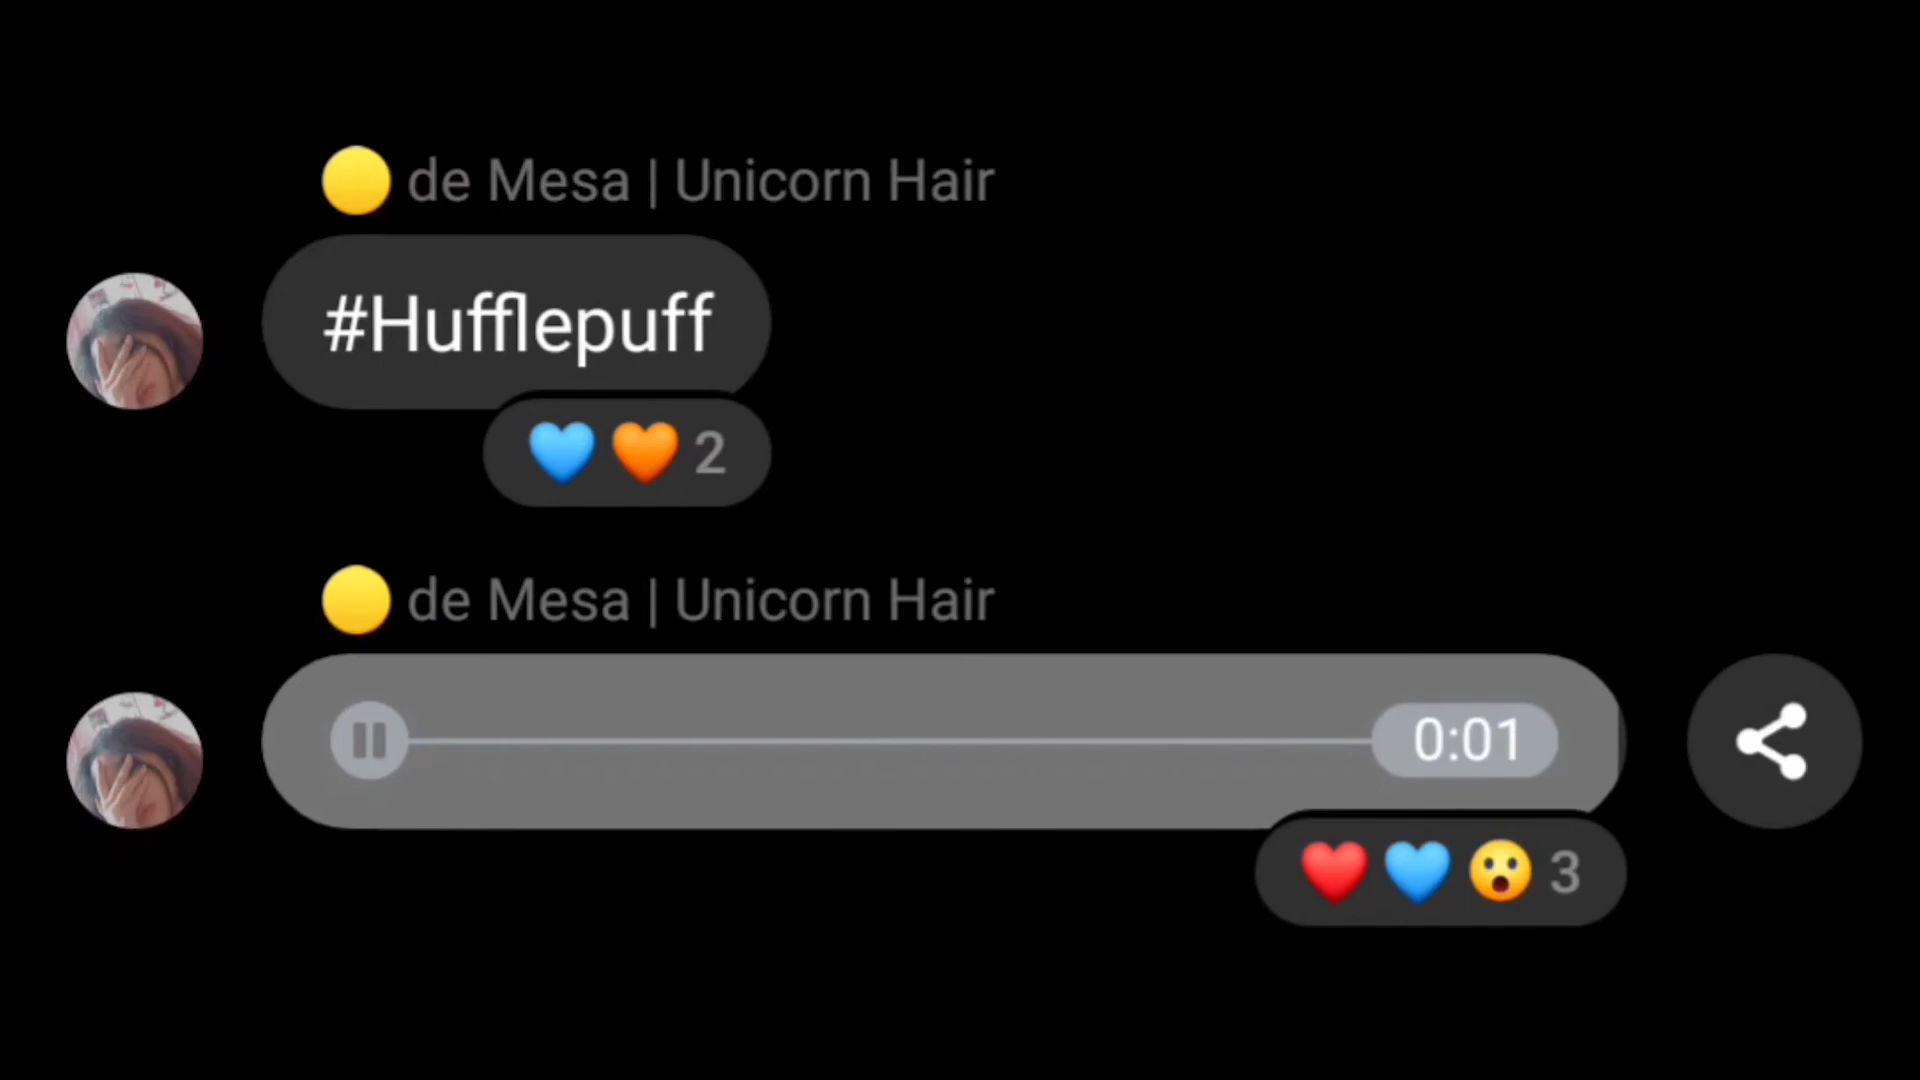 🟡 de Mesa | Unicorn Hair
#Hufflepuff
💙 🧡 2
🟡 de Mesa | Unicorn Hair
0:01
❤️ 💙 😮 3